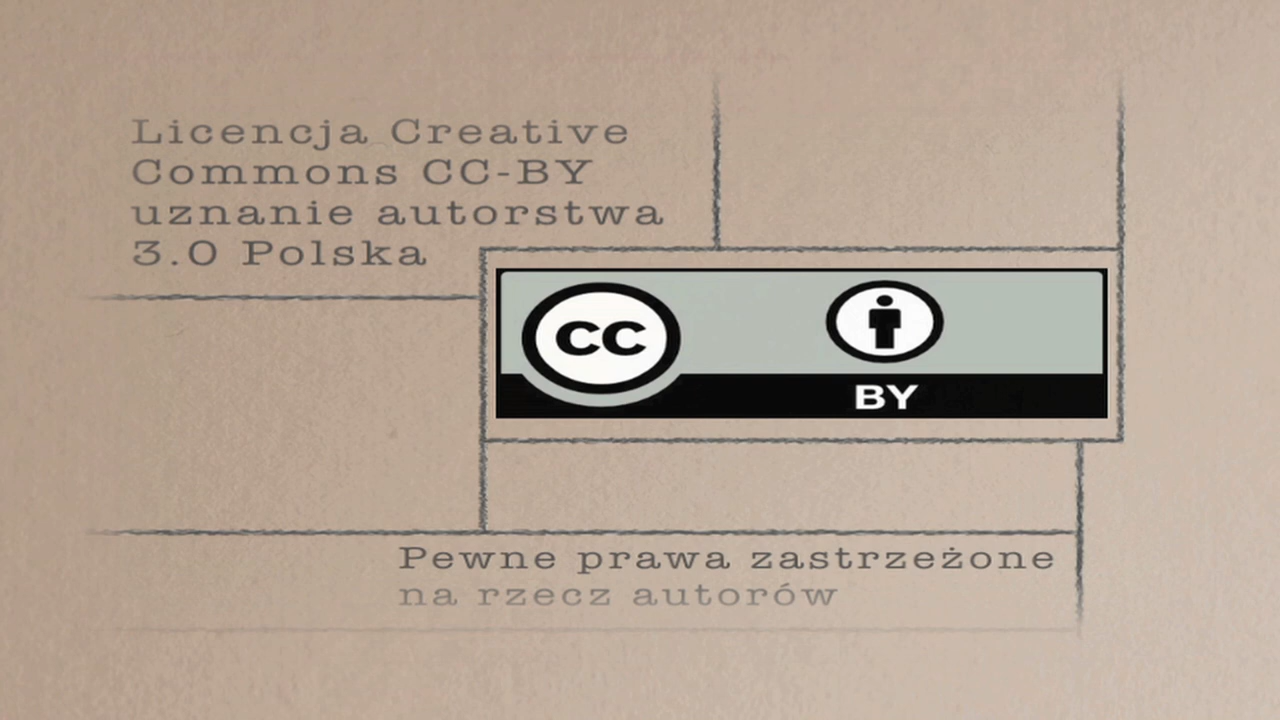 Licencja Creative
Commons CC-BY
uznanie autorstwa
3.0 Polska
cc
BY
Pewne prawa zastrzeżone
na rzecz autorów